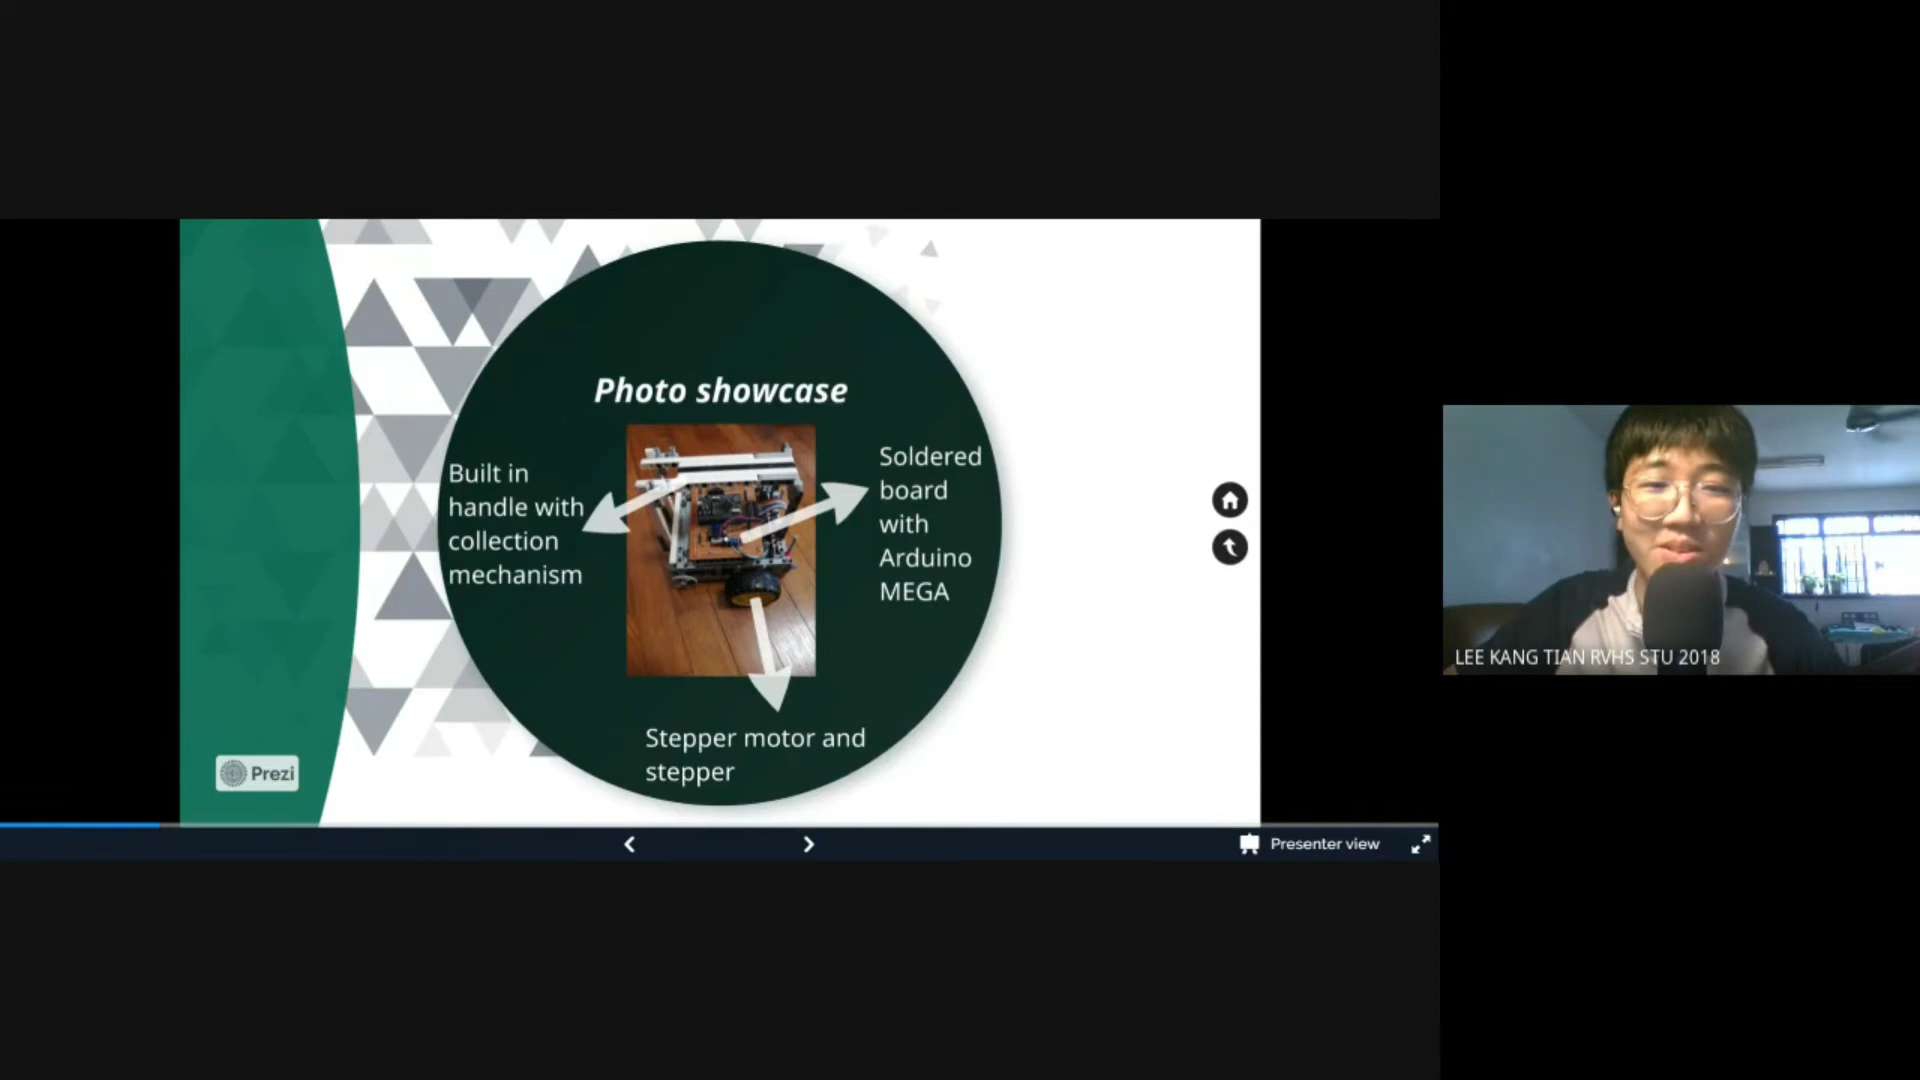 Photo showcase
Built in
handle with
collection
mechanism
Soldered
board
with
Arduino
MEGA
Stepper motor and
stepper
Prezi
Presenter view
LEE KANG TIAN RVHS STU 2018